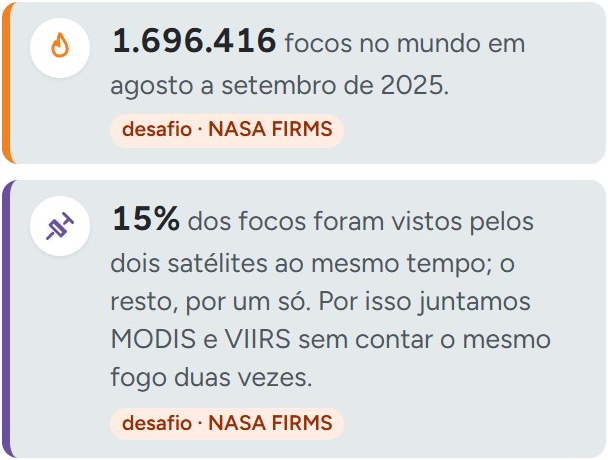 1.696.416 focos no mundo em
agosto a setembro de 2025.
desafio · NASA FIRMS
15% dos focos foram vistos pelos
dois satélites ao mesmo tempo; o
resto, por um só. Por isso juntamos
MODIS e VIIRS sem contar o mesmo
fogo duas vezes.
desafio · NASA FIRMS